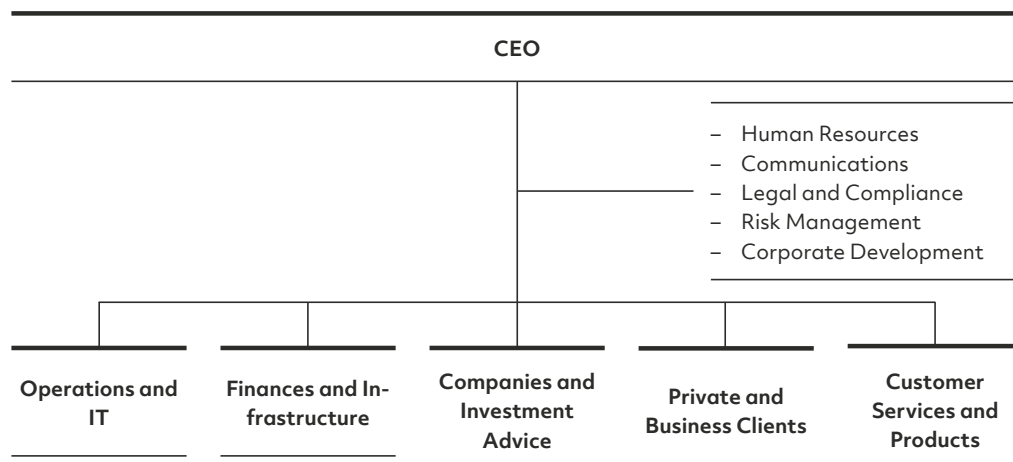 CEO
– Human Resources
– Communications
– Legal and Compliance
– Risk Management
– Corporate Development
Operations and
IT
Finances and In-
frastructure
Companies and
Investment
Advice
Private and
Business Clients
Customer
Services and
Products